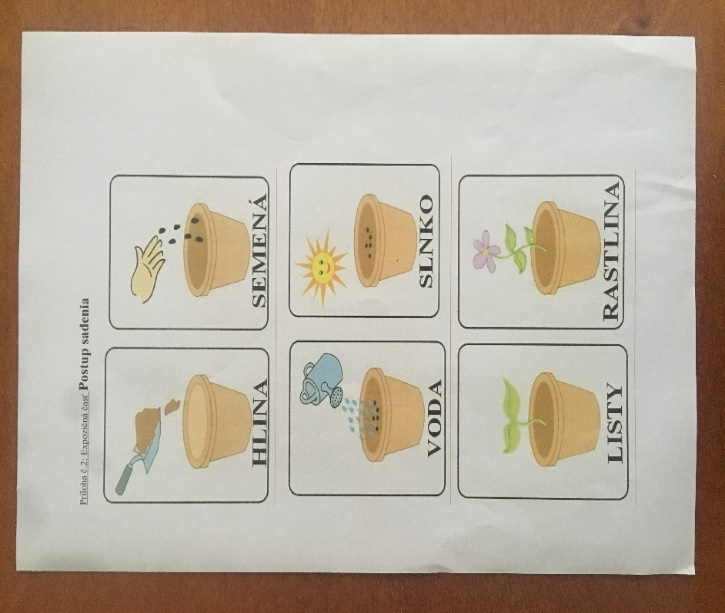 Príloha č.2: Expozičná časť Postup sadenia
HLINA
SEMENÁ
VODA
SLNKO
LISTY
RASTLINA